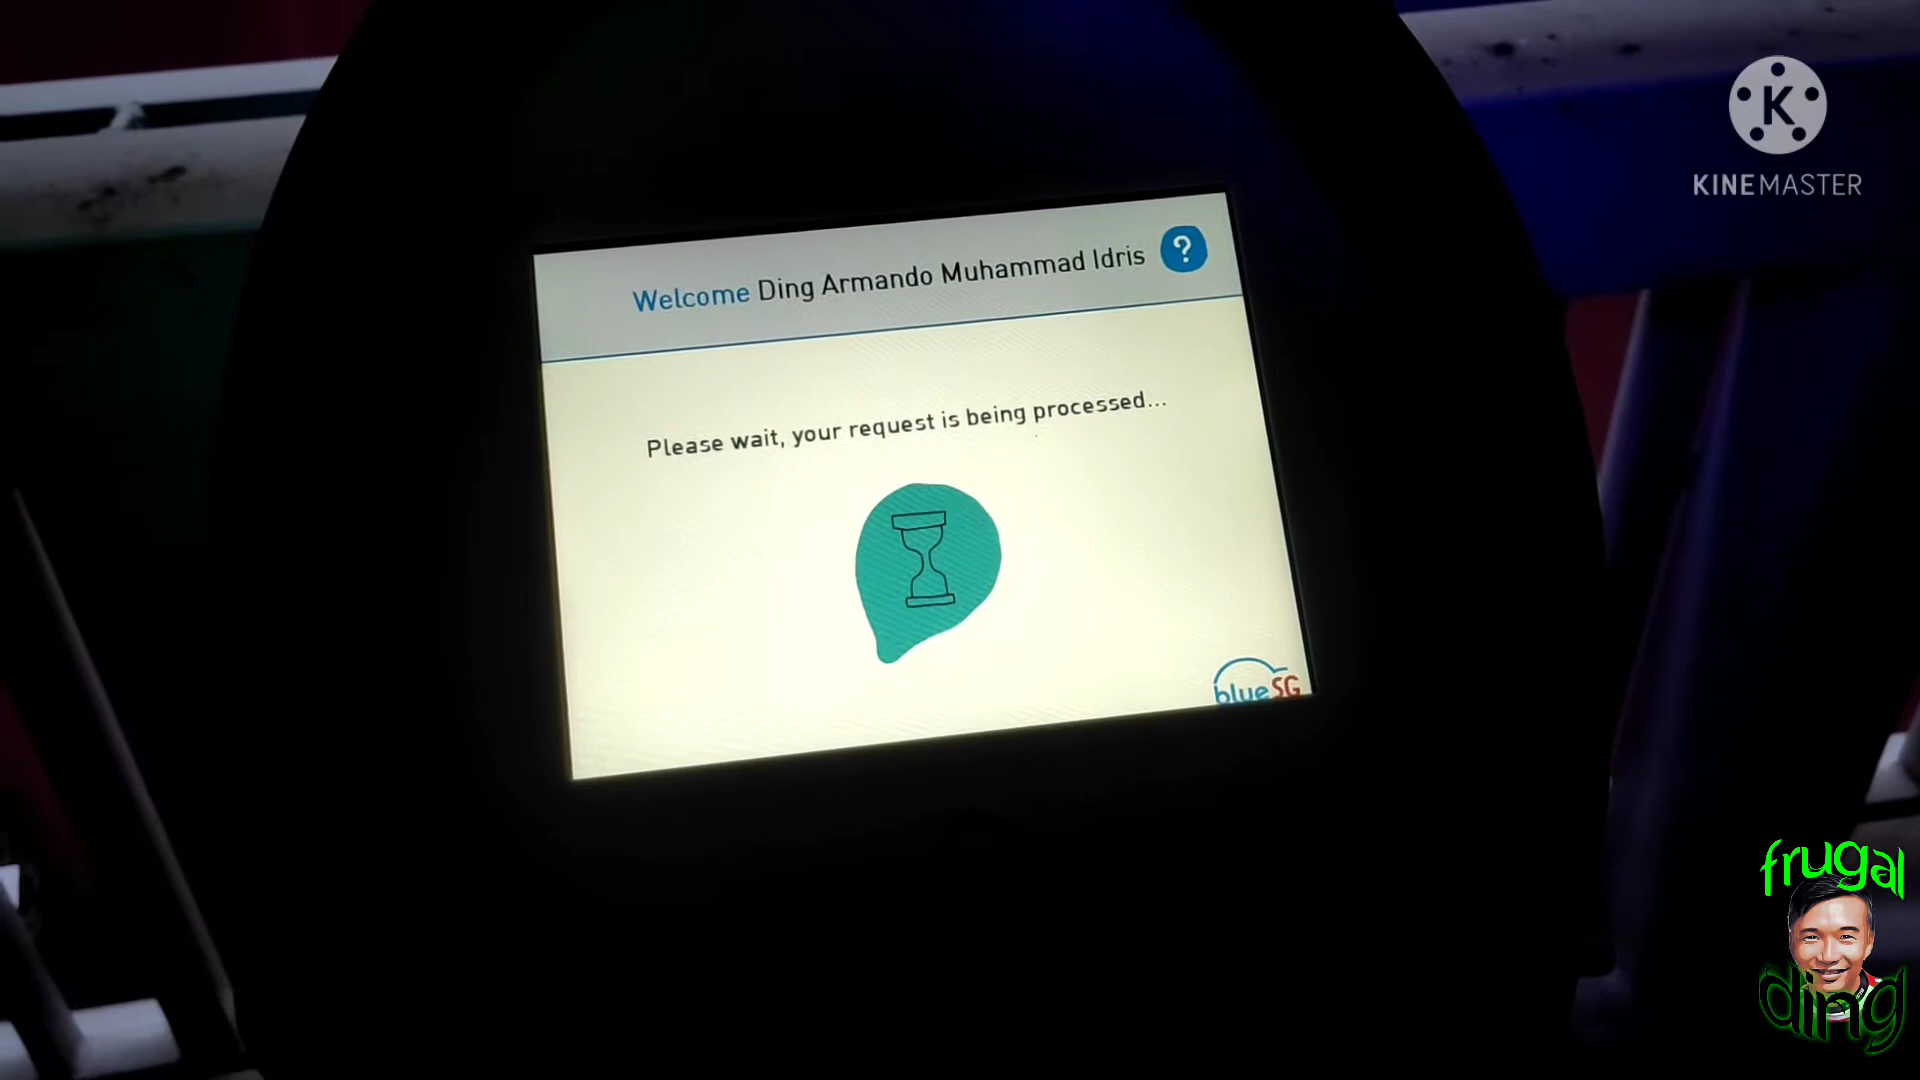 K
KINEMASTER
Welcome Ding Armando Muhammad Idris ?
Please wait, your request is being processed...
blueSG
frugal
ding